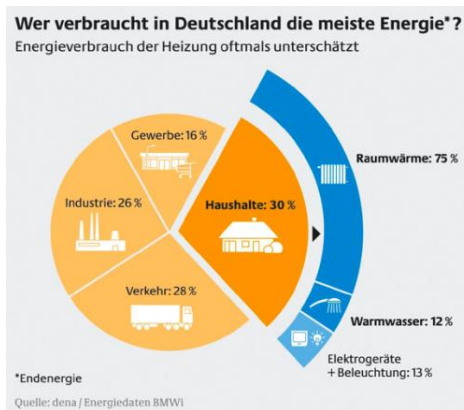 Wer verbraucht in Deutschland die meiste Energie*?
Energieverbrauch der Heizung oftmals unterschätzt
Gewerbe: 16 %
Raumwärme: 75 %
Industrie: 26 %
Haushalte: 30 %
Verkehr: 28 %
Warmwasser: 12 %
Elektrogeräte
+ Beleuchtung: 13 %
*Endenergie
Quelle: dena / Energiedaten BMWi